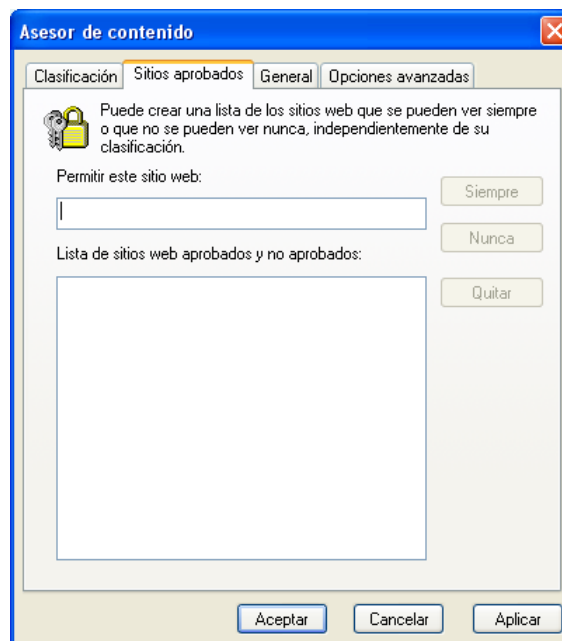 Asesor de contenido
Clasificación Sitios aprobados General Opciones avanzadas
Puede crear una lista de los sitios web que se pueden ver siempre
o que no se pueden ver nunca, independientemente de su
clasificación.
Permitir este sitio web:
Siempre
Nunca
Lista de sitios web aprobados y no aprobados:
Quitar
Aceptar Cancelar Aplicar